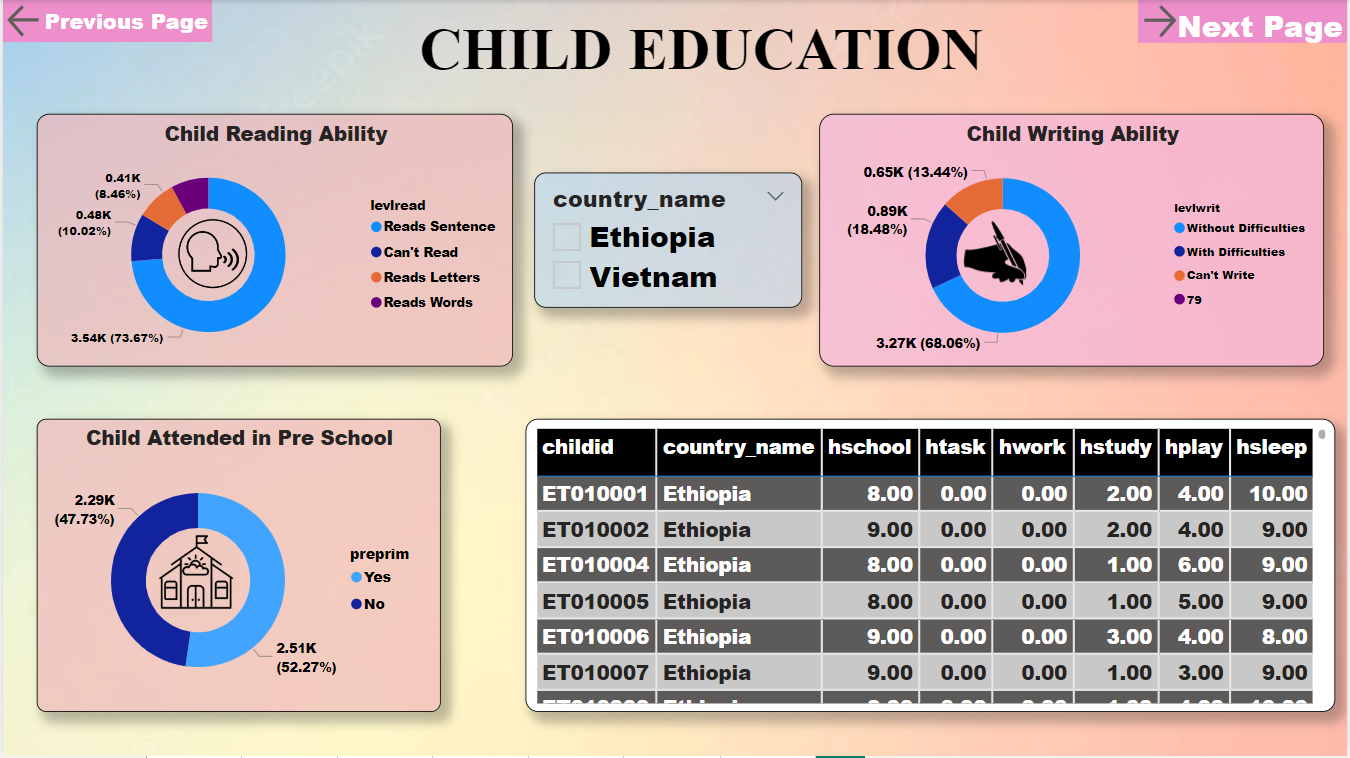 Previous Page
Next Page
CHILD EDUCATION
Child Reading Ability
0.41K
(8.46%)
0.48K
(10.02%)
3.54K (73.67%)
levlread
Reads Sentence
Can't Read
Reads Letters
Reads Words
country_name
Ethiopia
Vietnam
Child Writing Ability
0.65K (13.44%)
0.89K
(18.48%)
3.27K (68.06%)
levlwrit
Without Difficulties
With Difficulties
Can't Write
79
Child Attended in Pre School
2.29K
(47.73%)
2.51K
(52.27%)
preprim
Yes
No
childid country_name hschool htask hwork hstudy hplay hsleep
ET010001 Ethiopia 8.00 0.00 0.00 2.00 4.00 10.00
ET010002 Ethiopia 9.00 0.00 0.00 2.00 4.00 9.00
ET010004 Ethiopia 8.00 0.00 0.00 1.00 6.00 9.00
ET010005 Ethiopia 8.00 0.00 0.00 1.00 5.00 9.00
ET010006 Ethiopia 9.00 0.00 0.00 3.00 4.00 8.00
ET010007 Ethiopia 9.00 0.00 0.00 1.00 3.00 9.00